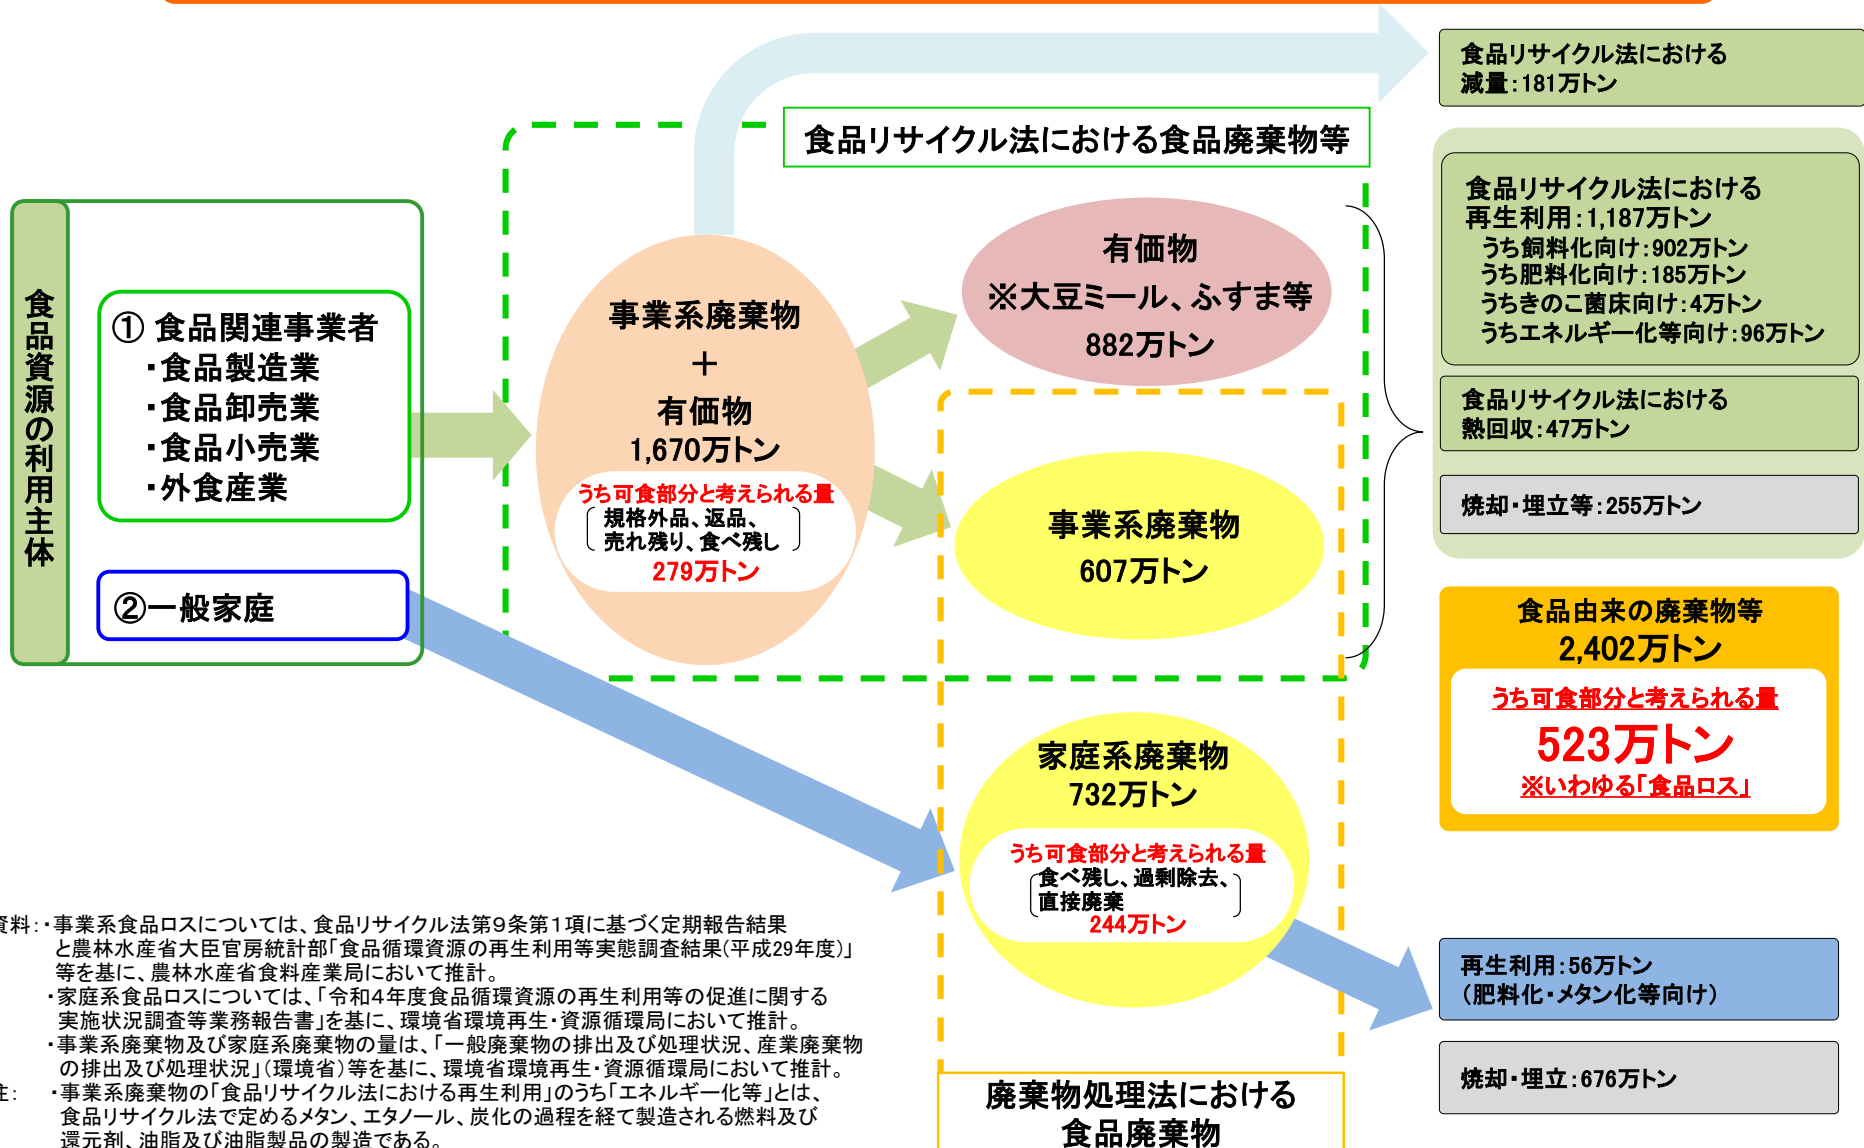 食品リサイクル法における
減量：181万トン
食品リサイクル法における食品廃棄物等
食品リサイクル法における
再生利用：1,187万トン
うち飼料化向け：902万トン
うち肥料化向け：185万トン
うちきのこ菌床向け：4万トン
うちエネルギー化等向け：96万トン
食品リサイクル法における
熱回収：47万トン
焼却・埋立等：255万トン
食品資源の利用主体
① 食品関連事業者
・食品製造業
・食品卸売業
・食品小売業
・外食産業
②一般家庭
事業系廃棄物
＋
有価物
1,670万トン
うち可食部分と考えられる量
規格外品、返品、
売れ残り、食べ残し
279万トン
有価物
※大豆ミール、ふすま等
882万トン
事業系廃棄物
607万トン
食品由来の廃棄物等
2,402万トン
うち可食部分と考えられる量
523万トン
※いわゆる「食品ロス」
家庭系廃棄物
732万トン
うち可食部分と考えられる量
食べ残し、過剰除去、
直接廃棄
244万トン
再生利用：56万トン
（肥料化・メタン化等向け）
焼却・埋立：676万トン
廃棄物処理法における
食品廃棄物
資料：・事業系食品ロスについては、食品リサイクル法第9条第1項に基づく定期報告結果
と農林水産省大臣官房統計部「食品循環資源の再生利用等実態調査結果（平成29年度）」
等を基に、農林水産省食料産業局において推計。
・家庭系食品ロスについては、「令和４年度食品循環資源の再生利用等の促進に関する
実施状況調査等業務報告書」を基に、環境省環境再生・資源循環局において推計。
・事業系廃棄物及び家庭系廃棄物の量は、「一般廃棄物の排出及び処理状況、産業廃棄物
の排出及び処理状況」（環境省）等を基に、環境省環境再生・資源循環局において推計。
注： ・事業系廃棄物の「食品リサイクル法における再生利用」のうち「エネルギー化等」とは、
食品リサイクル法で定めるメタン、エタノール、炭化の過程を経て製造される燃料及び
還元剤、油脂及び油脂製品の製造である。